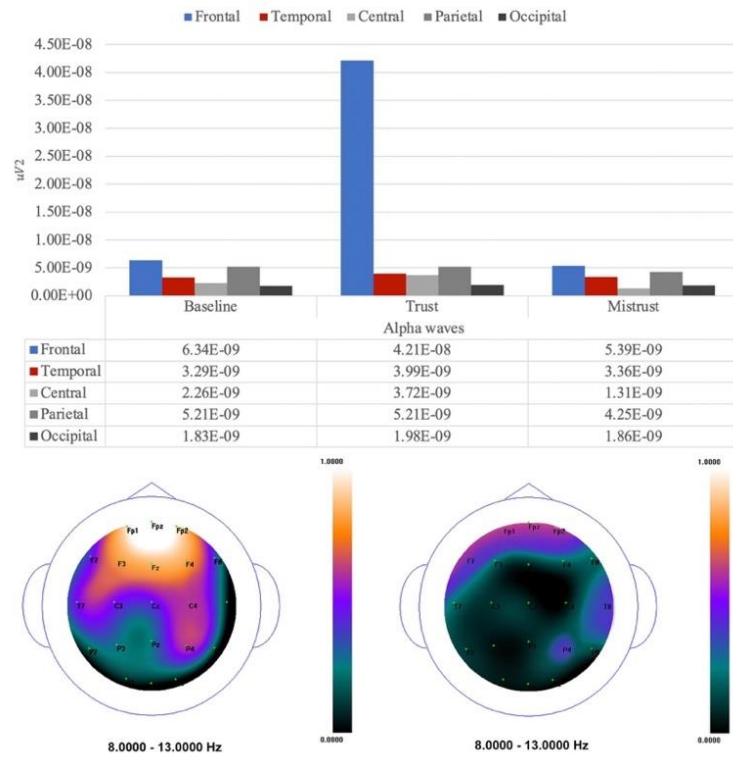 Frontal Temporal Central Parietal Occipital
4.50E-08
4.00E-08
3.50E-08
3.00E-08
2.50E-08
2.00E-08
1.50E-08
1.00E-08
5.00E-09
0.00E+00
uV2
Baseline Trust Mistrust
Alpha waves
Frontal 6.34E-09 4.21E-08 5.39E-09
Temporal 3.29E-09 3.99E-09 3.36E-09
Central 2.26E-09 3.72E-09 1.31E-09
Parietal 5.21E-09 5.21E-09 4.25E-09
Occipital 1.83E-09 1.98E-09 1.86E-09
1.0000 1.0000
Fp1 Fpz Fp2 Fp1 Fpz Fp2
F7 F3 Fz F4 F8 F7 F4 F8
T7 C3 Cz C4 T7 C3 Cz T8
P3 Pz P4 P4
0.0000 0.0000
8.0000 - 13.0000 Hz 8.0000 - 13.0000 Hz